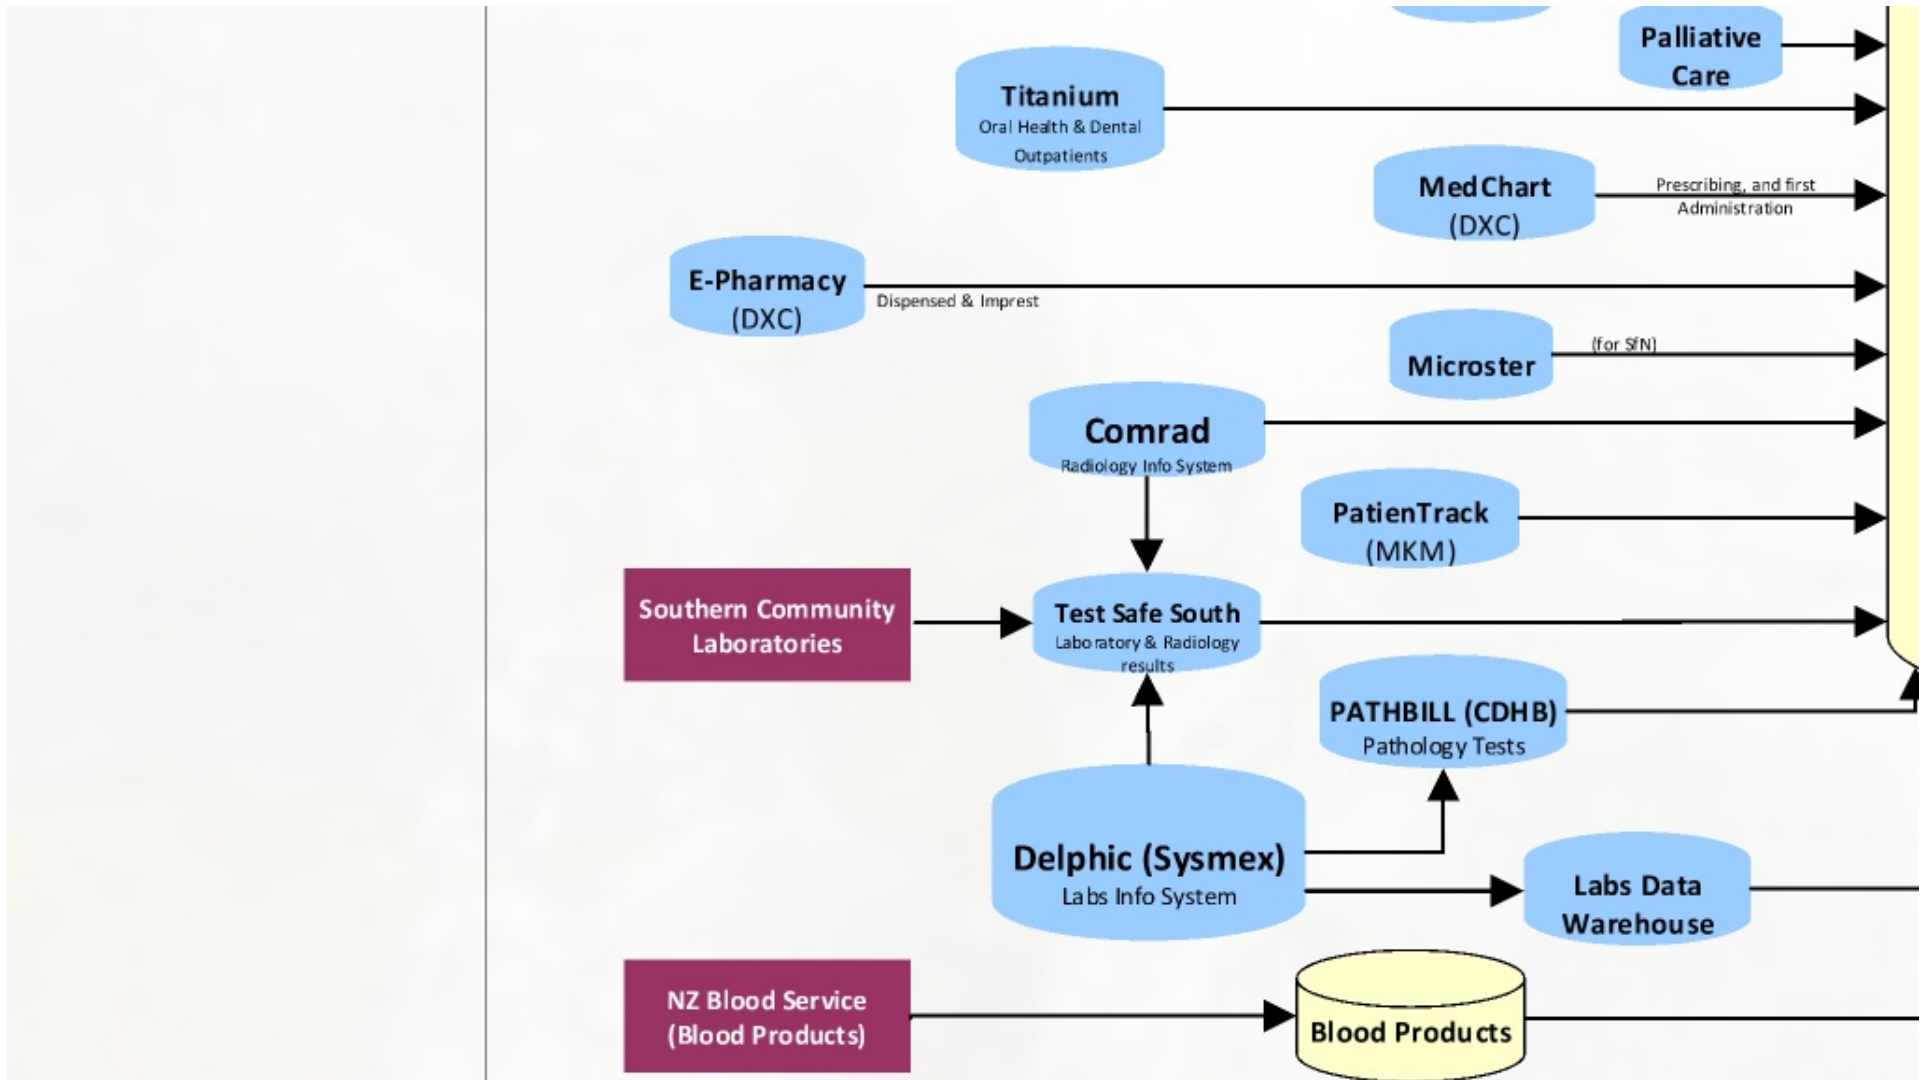 Palliative
Care
Titanium
Oral Health & Dental
Outpatients
MedChart
(DXC)
Prescribing, and first
Administration
E-Pharmacy
(DXC)
Dispensed & Imprest
Microster
(for SfN)
Comrad
Radiology Info System
PatienTrack
(MKM)
Southern Community
Laboratories
Test Safe South
Laboratory & Radiology
results
PATHBILL (CDHB)
Pathology Tests
Delphic (Sysmex)
Labs Info System
Labs Data
Warehouse
NZ Blood Service
(Blood Products)
Blood Products